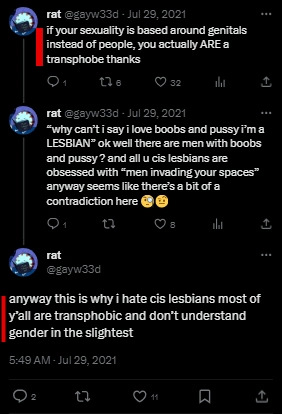 rat @gayw33d · Jul 29, 2021
if your sexuality is based around genitals
instead of people, you actually ARE a
transphobe thanks
1 6 32
rat @gayw33d · Jul 29, 2021
“why can’t i say i love boobs and pussy i’m a
LESBIAN” ok well there are men with boobs
and pussy? and all u cis lesbians are
obsessed with “men invading your spaces”
anyway seems like there’s a bit of a
contradiction here 🧐🤨
1 8
rat
@gayw33d
anyway this is why i hate cis lesbians most of
y’all are transphobic and don’t understand
gender in the slightest
5:49 AM · Jul 29, 2021
2 11